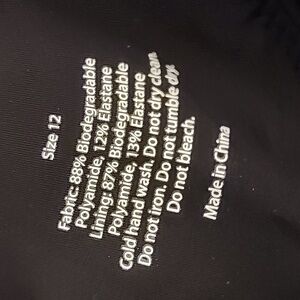 Size 12
Fabric: 88% Biodegradable
Polyamide, 12% Elastane
Lining: 87% Biodegradable
Polyamide, 13% Elastane
Cold hand wash. Do not dry clean.
Do not iron. Do not tumble dry.
Do not bleach.
Made in China